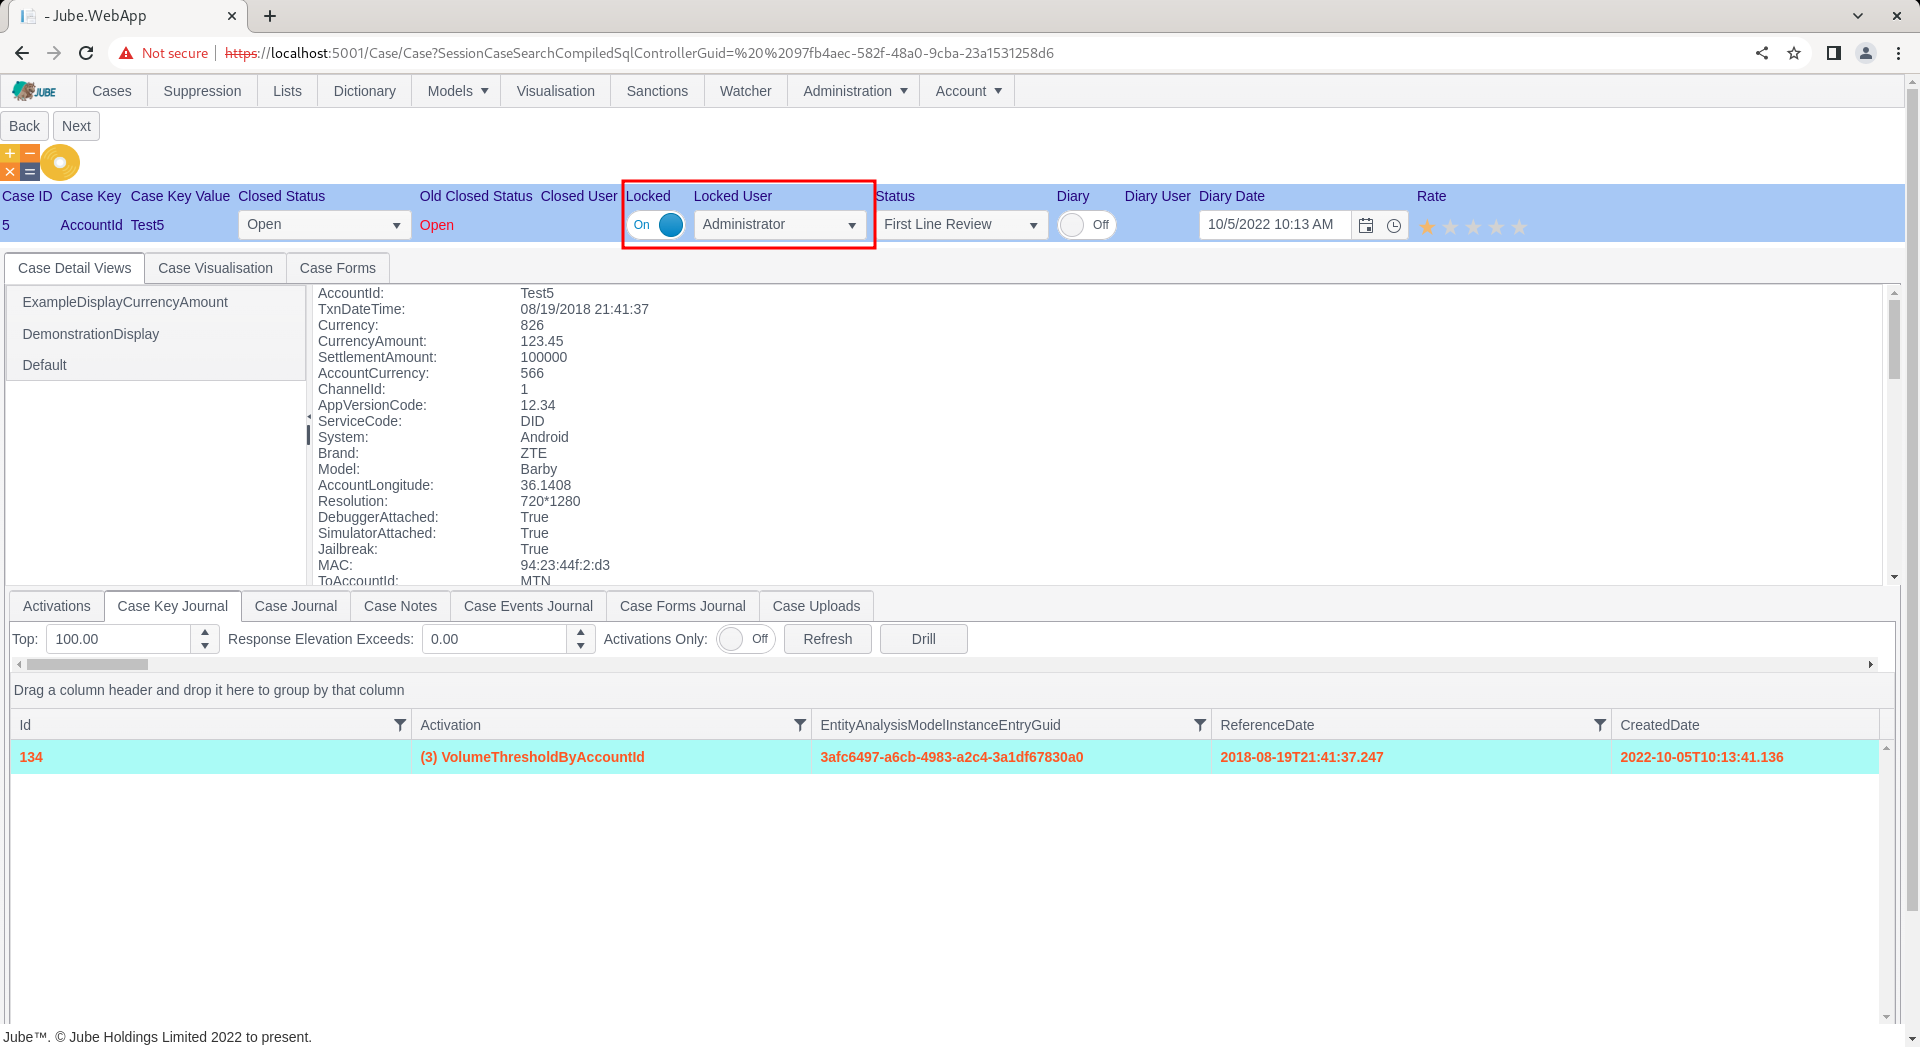 - Jube.WebApp
Not secure https://localhost:5001/Case/Case?SessionCaseSearchCompiledSqlControllerGuid=%20%2097fb4aec-582f-48a0-9cba-23a1531258d6
JUBE Cases Suppression Lists Dictionary Models Visualisation Sanctions Watcher Administration Account
Back Next
Case ID Case Key Case Key Value Closed Status Old Closed Status Closed User Locked Locked User Status Diary Diary User Diary Date Rate
5 AccountId Test5 Open Open On Administrator First Line Review Off 10/5/2022 10:13 AM
Case Detail Views Case Visualisation Case Forms
ExampleDisplayCurrencyAmount
DemonstrationDisplay
Default
AccountId: Test5
TxnDateTime: 08/19/2018 21:41:37
Currency: 826
CurrencyAmount: 123.45
SettlementAmount: 100000
AccountCurrency: 566
ChannelId: 1
AppVersionCode: 12.34
ServiceCode: DID
System: Android
Brand: ZTE
Model: Barby
AccountLongitude: 36.1408
Resolution: 720*1280
DebuggerAttached: True
SimulatorAttached: True
Jailbreak: True
MAC: 94:23:44f:2:d3
ToAccountId: MTN
Activations Case Key Journal Case Journal Case Notes Case Events Journal Case Forms Journal Case Uploads
Top: 100.00 Response Elevation Exceeds: 0.00 Activations Only: Off Refresh Drill
Drag a column header and drop it here to group by that column
Id Activation EntityAnalysisModelInstanceEntryGuid ReferenceDate CreatedDate
134 (3) VolumeThresholdByAccountId 3afc6497-a6cb-4983-a2c4-3a1df67830a0 2018-08-19T21:41:37.247 2022-10-05T10:13:41.136
Jube™. © Jube Holdings Limited 2022 to present.